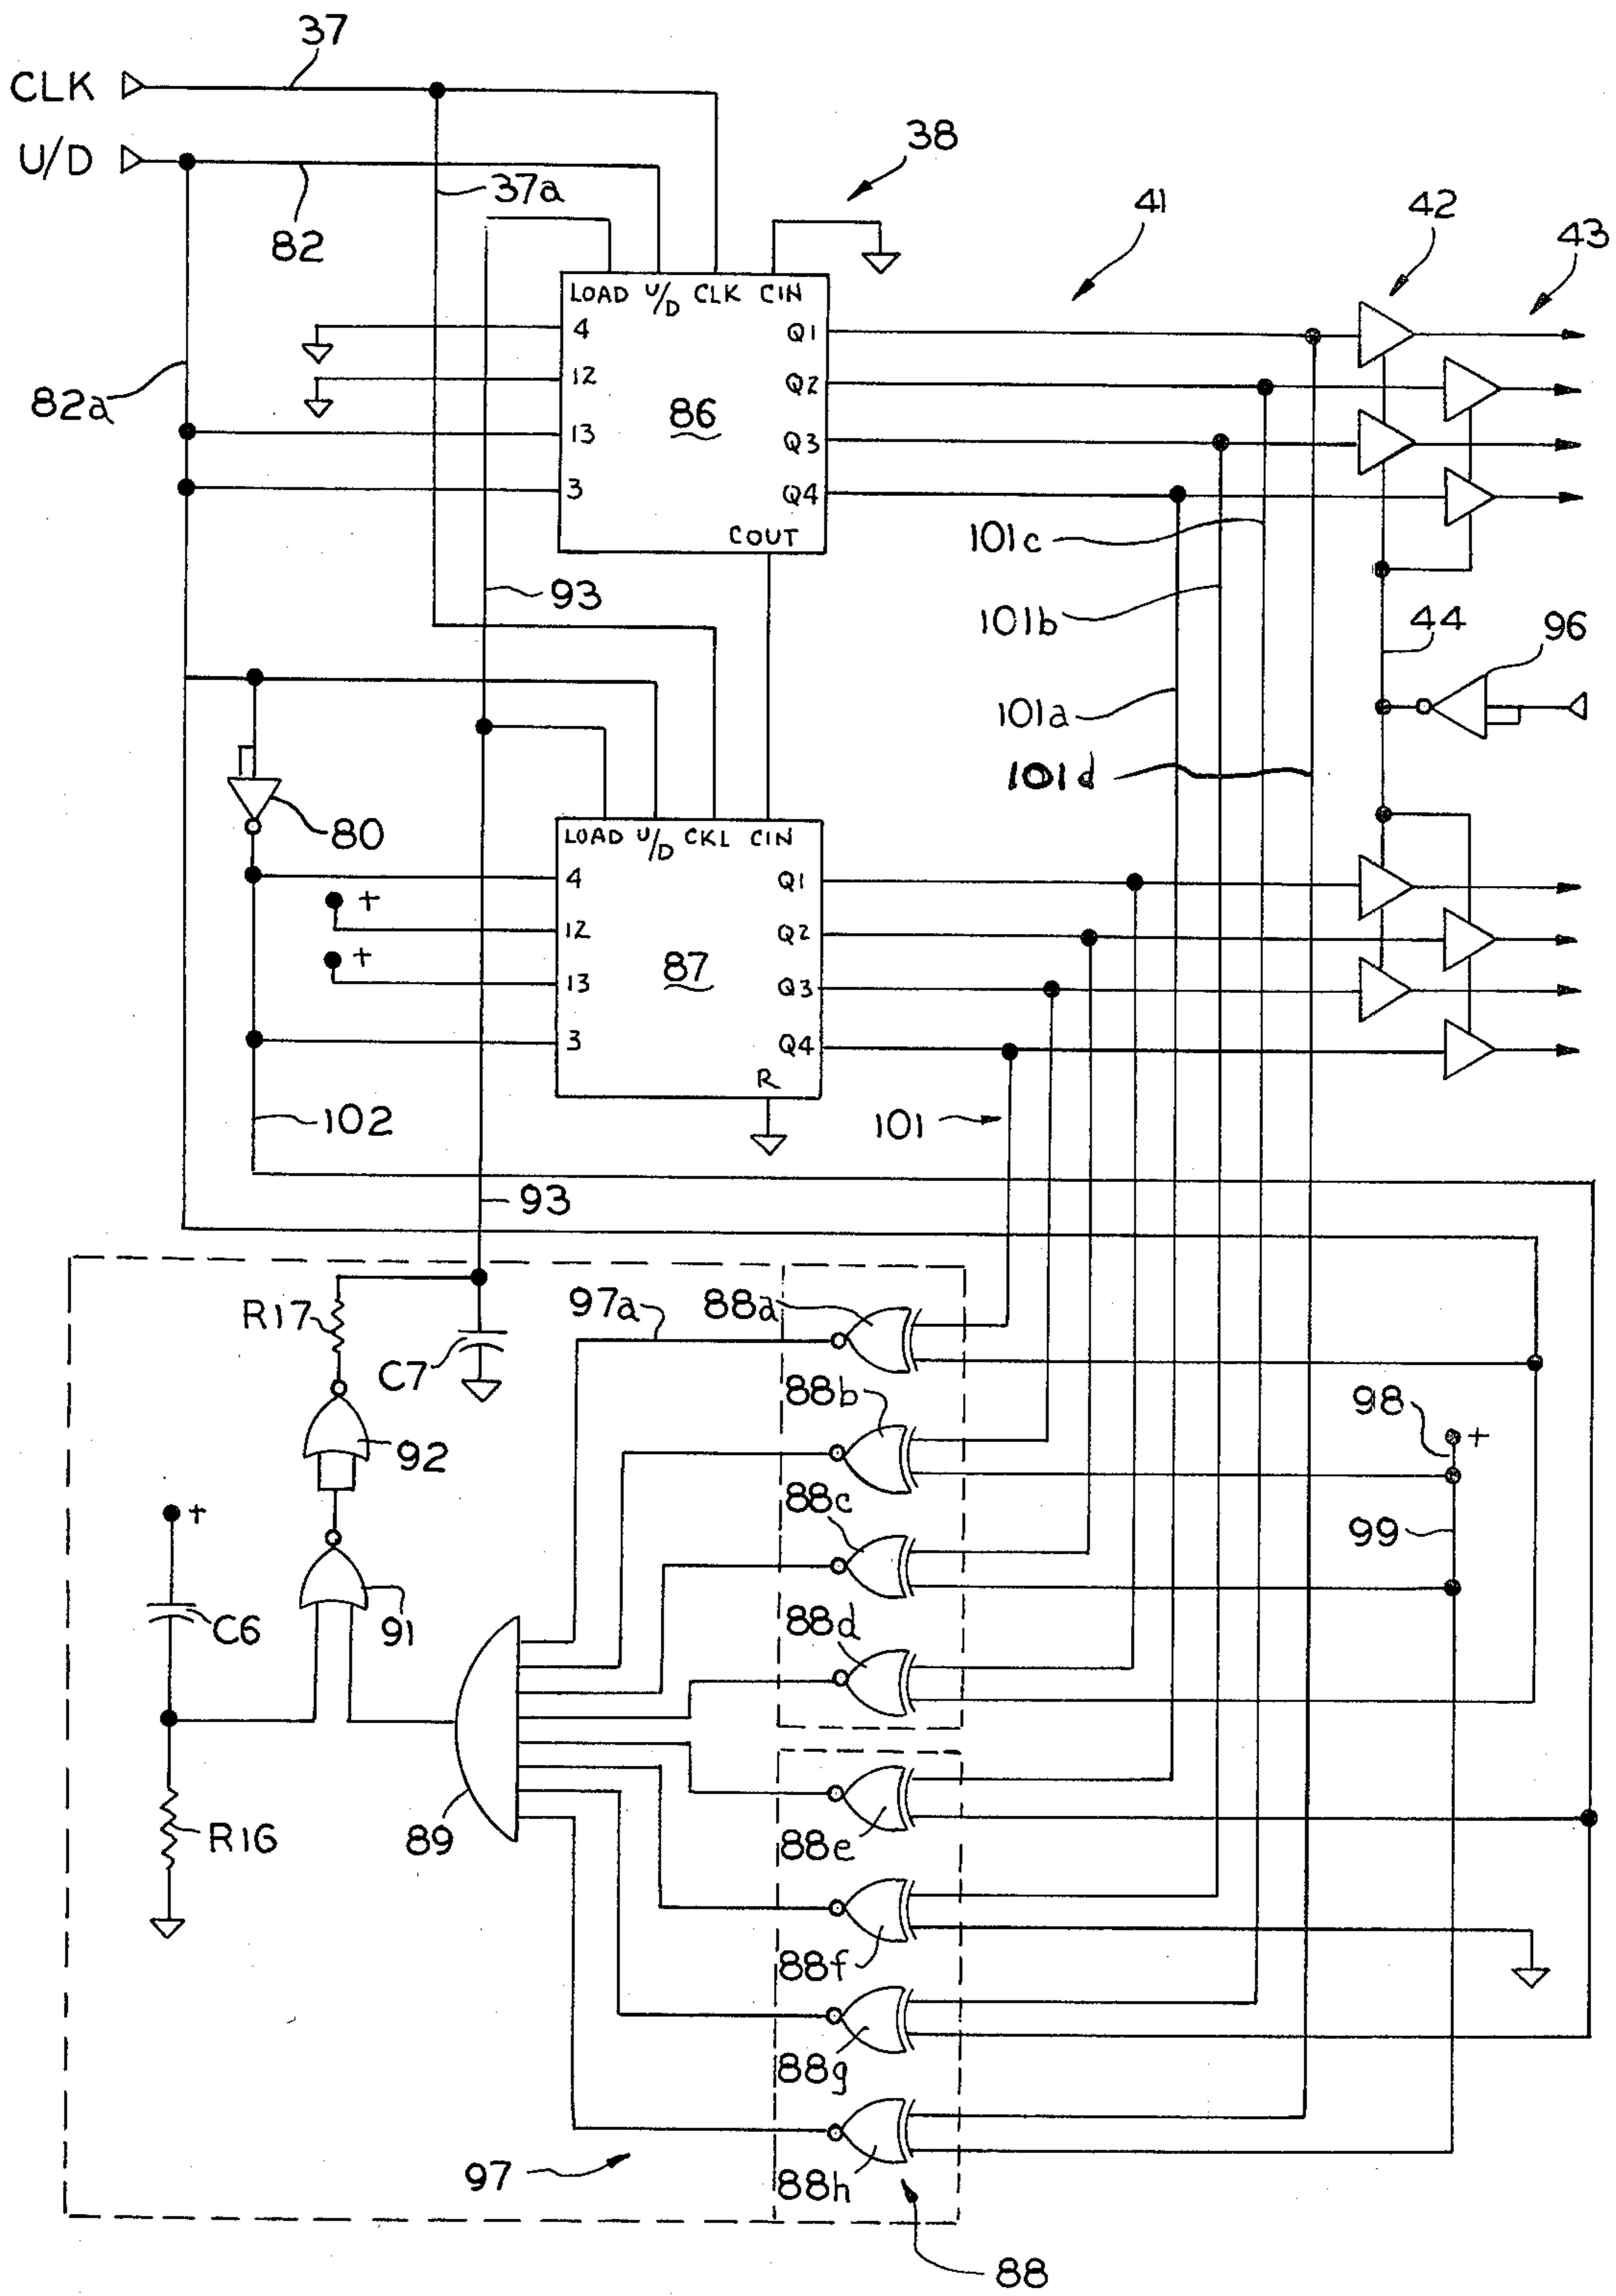 37
CLK
U/D
38
37a
82
41
42
43
LOAD U/D CLK CIN
4
Q1
12
Q2
82a
86
13
Q3
3
Q4
COUT
101c
93
101b
44
96
101a
101d
80
LOAD U/D CKL CIN
4
Q1
+
12
Q2
+
87
13
Q3
3
Q4
R
102
101
93
R17
97a
88a
C7
88b
98
+
92
88c
+
99
C6
91
88d
R16
89
88e
88f
88g
97
88h
88